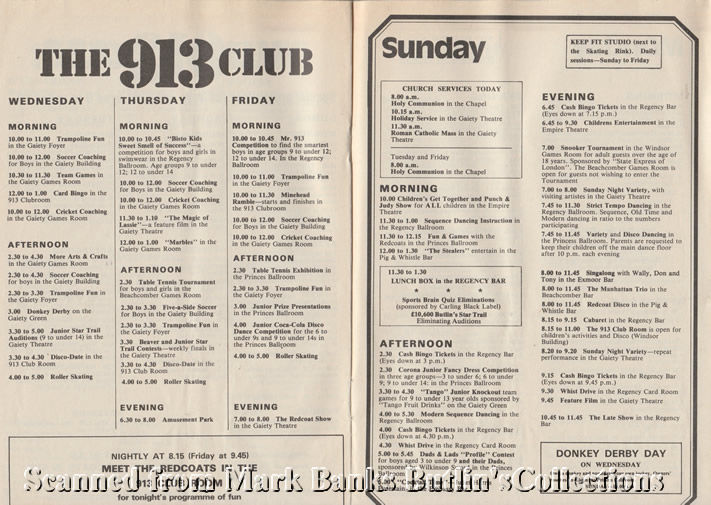 THE 913 CLUB
WEDNESDAY
MORNING
10.00 to 11.00 Trampoline Fun
in the Gaiety Foyer
10.00 to 12.00 Soccer Coaching
for Boys in the Gaiety Building
10.30 to 11.30 Team Games in
the Gaiety Games Room
12.00 to 1.00 Card Bingo in the
913 Clubroom
10.00 to 12.00 Cricket Coaching
in the Gaiety Games Room
AFTERNOON
2.30 to 4.30 More Arts & Crafts
in the Gaiety Games Room
2.30 to 4.30 Soccer Coaching
for boys in the Gaiety Building
2.30 to 3.30 Trampoline Fun in
the Gaiety Foyer
3.00 Donkey Derby on the
Gaiety Green
3.30 to 5.00 Junior Star Trail
Auditions (9 to under 14) in the
Gaiety Theatre
3.30 to 4.30 Disco-Date in the
913 Club Room
4.00 to 5.00 Roller Skating
THURSDAY
MORNING
10.00 to 10.45 "Bisto Kids
Sweet Smell of Success"—a
competition for boys and girls in
swimwear in the Regency
Ballroom. Age groups 9 to under
12; 12 to under 14
10.00 to 12.00 Soccer Coaching
for Boys in the Gaiety Building
10.00 to 12.00 Cricket Coaching
in the Gaiety Games Room
11.30 to 1.10 "The Magic of
Lassie"—a feature film in the
Gaiety Theatre
12.00 to 1.00 "Marbles" in the
Gaiety Games Room
AFTERNOON
2.30 Table Tennis Tournament
for boys and girls in the
Beachcomber Games Room
2.30 to 5.00 Five-a-Side Soccer
for Boys in the Gaiety Building
2.30 to 3.30 Trampoline Fun in
the Gaiety Foyer
3.30 Beaver and Junior Star
Trail Contests—weekly finals in
the Gaiety Theatre
3.30 to 4.30 Disco-Date in the
913 Clubroom
4.00 to 5.00 Roller Skating
EVENING
6.30 to 8.00 Amusement Park
FRIDAY
MORNING
10.00 to 10.45 Mr. 913
Competition to find the smartest
boys in age groups 9 to under 12;
12 to under 14. In the Regency
Ballroom
10.00 to 11.00 Trampoline Fun
in the Gaiety Foyer
10.00 to 11.30 Minehead
Ramble—starts and finishes in
the 913 Clubroom
10.00 to 12.00 Soccer Coaching
for Boys in the Gaiety Building
10.00 to 12.00 Cricket Coaching
in the Gaiety Games Room
AFTERNOON
2.30 Table Tennis Exhibition in
the Princes Ballroom
2.30 to 3.30 Trampoline Fun in
the Gaiety Foyer
3.00 Junior Prize Presentations
in the Princes Ballroom
4.00 Junior Coca-Cola Disco
Dance Competition for the 6 to
under 9s and 9 to under 14s in
the Princes Ballroom
4.00 to 5.00 Roller Skating
EVENING
7.00 to 8.00 The Redcoat Show
in the Gaiety Theatre
NIGHTLY AT 8.15 (Friday at 9.45)
MEET THE REDCOATS IN THE
913 CLUB ROOM
for tonight's programme of fun
Sunday
KEEP FIT STUDIO (next to
the Skating Rink). Daily
sessions—Sunday to Friday
CHURCH SERVICES TODAY
8.00 a.m.
Holy Communion in the Chapel
10.15 a.m.
Holiday Service in the Gaiety Theatre
11.30 a.m.
Roman Catholic Mass in the Gaiety
Theatre
Tuesday and Friday
8.00 a.m.
Holy Communion in the Chapel
MORNING
10.00 Children's Get Together and Punch &
Judy Show for ALL children in the Empire
Theatre
11.30 to 1.00 Sequence Dancing Instruction in
the Regency Ballroom
11.30 to 12.15 Fun & Games with the
Redcoats in the Princes Ballroom
12.00 to 1.30 "The Stealers" entertain in the
Pig & Whistle Bar
11.30 to 1.30
LUNCH BOX in the REGENCY BAR
* * *
Sports Brain Quiz Eliminations
(sponsored by Carling Black Label)
£10,600 Butlin's Star Trail
Eliminating Auditions
AFTERNOON
2.30 Cash Bingo Tickets in the Regency Bar
(Eyes down at 3 p.m.)
2.30 Corona Junior Fancy Dress Competition
in three age groups—3 to under 6; 6 to under
9; 9 to under 14: in the Princes Ballroom
3.30 to 4.30 "Tango" Junior Knockout team
games for 9 to under 13 year olds sponsored by
"Tango Fruit Drinks" on the Gaiety Green
4.00 to 5.30 Modern Sequence Dancing in the
Regency Ballroom
4.00 Cash Bingo Tickets in the Regency Bar
(Eyes down at 4.30 p.m.)
4.30 Whist Drive in the Regency Card Room
5.00 to 5.45 Dads & Lads "Profile" Contest
for boys aged 3 to under 9 and their Dads,
sponsored by Wilkinson Sword in the Princes
Ballroom
EVENING
6.45 Cash Bingo Tickets in the Regency Bar
(Eyes down at 7.15 p.m.)
6.45 to 9.30 Childrens Entertainment in the
Empire Theatre
7.00 Snooker Tournament in the Windsor
Games Room for adult guests over the age of
18 years. Sponsored by "State Express of
London". The Beachcomber Games Room is
open for guests not wishing to enter the
Tournament
7.00 to 8.00 Sunday Night Variety, with
visiting artistes in the Gaiety Theatre
7.45 to 11.30 Strict Tempo Dancing in the
Regency Ballroom. Sequence, Old Time and
Modern dancing in ratio to the numbers
participating
7.45 to 11.45 Variety and Disco Dancing in
the Princess Ballroom. Parents are requested to
keep their children off the main dance floor
after 10 p.m. each evening
8.00 to 11.45 Singalong with Wally, Don and
Tony in the Exmoor Bar
8.00 to 11.45 The Manhattan Trio in the
Beachcomber Bar
8.00 to 11.45 Redcoat Disco in the Pig &
Whistle Bar
8.15 to 9.15 Cabaret in the Regency Bar
8.15 to 11.00 The 913 Club Room is open for
children's activities and Disco (Windsor
Building)
8.20 to 9.20 Sunday Night Variety—repeat
performance in the Gaiety Theatre
9.15 Cash Bingo Tickets in the Regency Bar
(Eyes down at 9.45 p.m.)
9.30 Whist Drive in the Regency Card Room
9.45 Feature Film in the Gaiety Theatre
10.45 to 11.45 The Late Show in the Regency
Bar
DONKEY DERBY DAY
ON WEDNESDAY
Scanned from Mark Banks Butlin's Collections